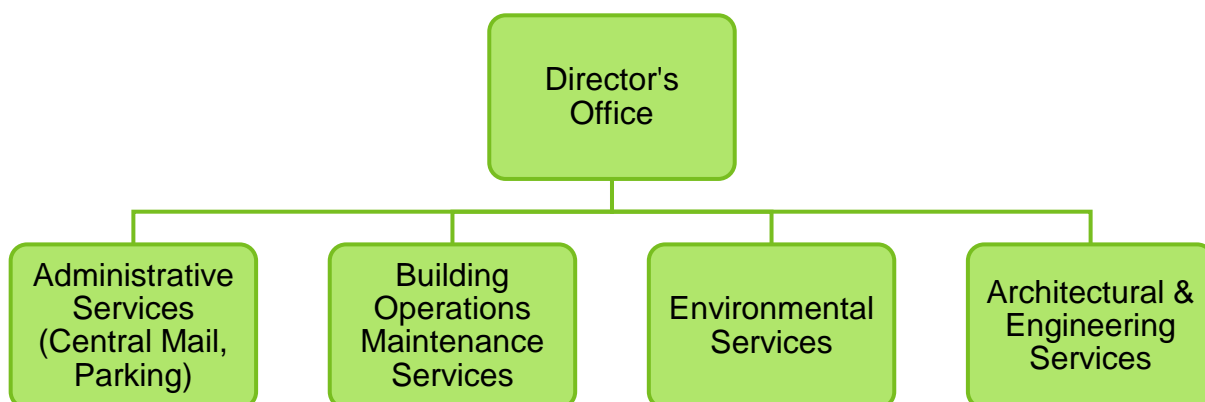 Director's
Office
Administrative
Services
(Central Mail,
Parking)
Building
Operations
Maintenance
Services
Environmental
Services
Architectural &
Engineering
Services